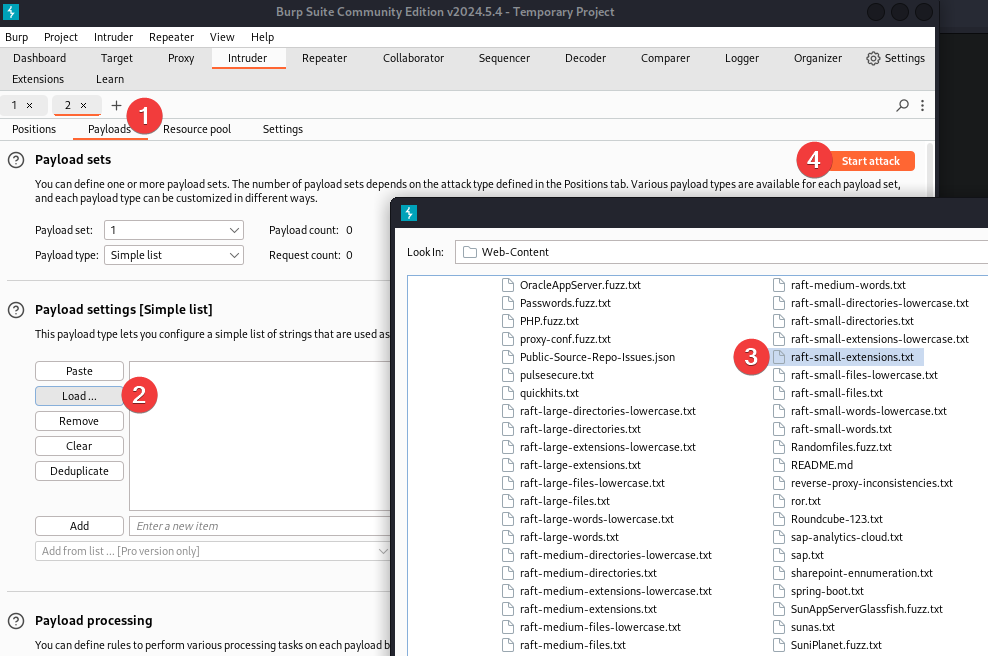 Burp Suite Community Edition v2024.5.4 - Temporary Project
Burp Project Intruder Repeater View Help
Dashboard Target Proxy Intruder Repeater Collaborator Sequencer Decoder Comparer Logger Organizer Settings
Extensions Learn
1 × 2 × +
1
Positions Payloads Resource pool Settings
? Payload sets
4
Start attack
You can define one or more payload sets. The number of payload sets depends on the attack type defined in the Positions tab. Various payload types are available for each payload set,
and each payload type can be customized in different ways.
Payload set: 1 Payload count: 0
Payload type: Simple list Request count: 0
? Payload settings [Simple list]
This payload type lets you configure a simple list of strings that are used as
Paste
Load ...
2
Remove
Clear
Deduplicate
Add Enter a new item
Add from list ... [Pro version only]
? Payload processing
You can define rules to perform various processing tasks on each payload b
Look In: Web-Content
OracleAppServer.fuzz.txt
Passwords.fuzz.txt
PHP.fuzz.txt
proxy-conf.fuzz.txt
Public-Source-Repo-Issues.json
pulsesecure.txt
quickhits.txt
raft-large-directories-lowercase.txt
raft-large-directories.txt
raft-large-extensions-lowercase.txt
raft-large-extensions.txt
raft-large-files-lowercase.txt
raft-large-files.txt
raft-large-words-lowercase.txt
raft-large-words.txt
raft-medium-directories-lowercase.txt
raft-medium-directories.txt
raft-medium-extensions-lowercase.txt
raft-medium-extensions.txt
raft-medium-files-lowercase.txt
raft-medium-files.txt
raft-medium-words.txt
raft-small-directories-lowercase.txt
raft-small-directories.txt
raft-small-extensions-lowercase.txt
3
raft-small-extensions.txt
raft-small-files-lowercase.txt
raft-small-files.txt
raft-small-words-lowercase.txt
raft-small-words.txt
Randomfiles.fuzz.txt
README.md
reverse-proxy-inconsistencies.txt
ror.txt
Roundcube-123.txt
sap-analytics-cloud.txt
sap.txt
sharepoint-ennumeration.txt
spring-boot.txt
SunAppServerGlassfish.fuzz.txt
sunas.txt
SuniPlanet.fuzz.txt